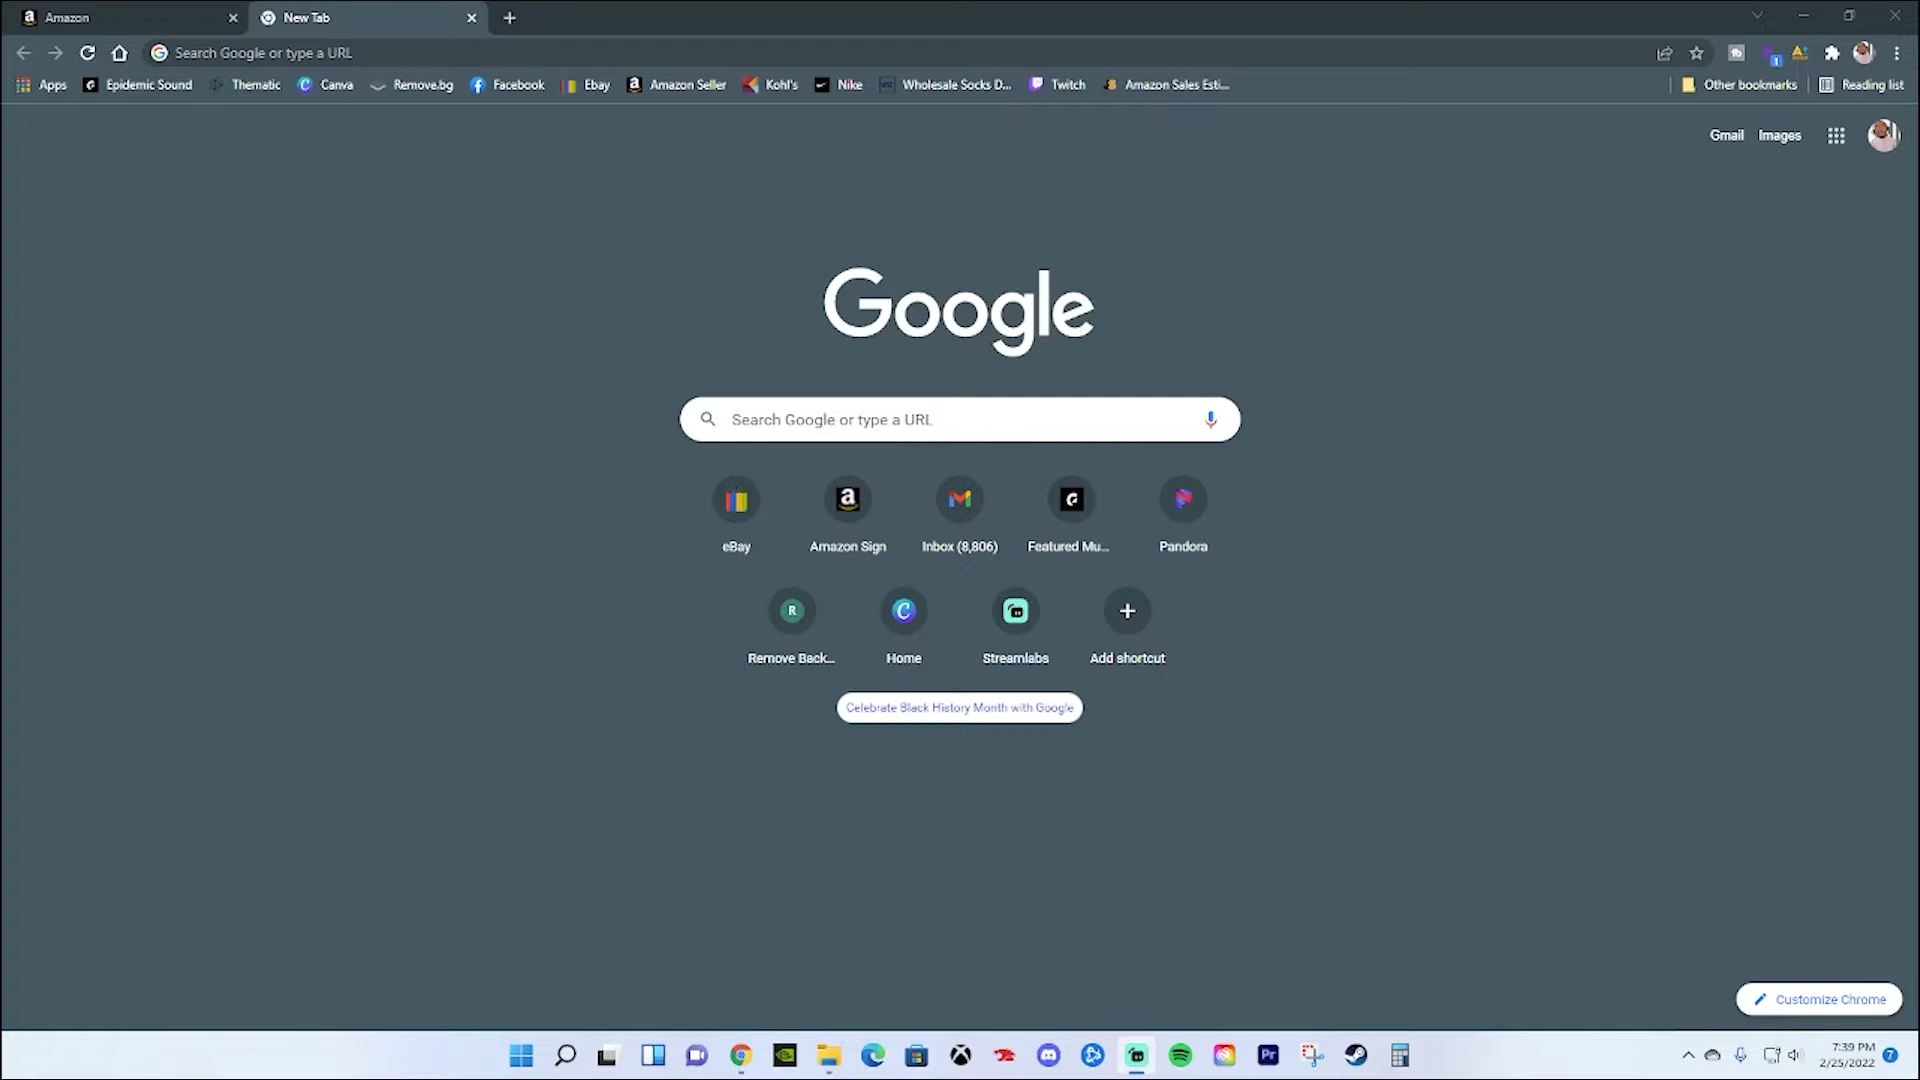 Amazon
New Tab
Search Google or type a URL
Apps
Epidemic Sound
Thematic
Canva
Remove.bg
Facebook
Ebay
Amazon Seller
Kohl's
Nike
Wholesale Socks D...
Twitch
Amazon Sales Esti...
Other bookmarks
Reading list
Gmail
Images
Google
Search Google or type a URL
eBay
Amazon Sign
Inbox (8,806)
Featured Mu...
Pandora
R
Remove Back...
Home
Streamlabs
Add shortcut
Celebrate Black History Month with Google
Customize Chrome
Pr
7:39 PM
2/25/2022
7